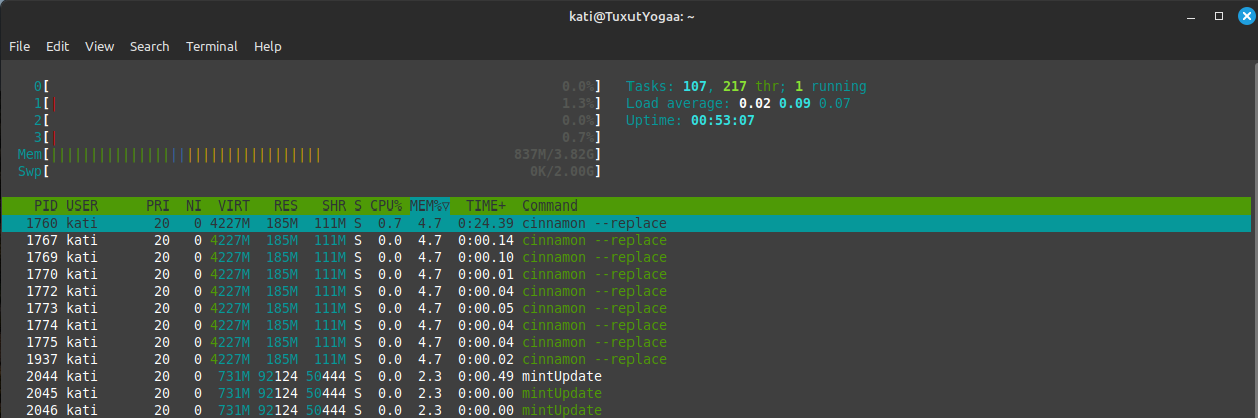 kati@TuxutYogaa: ~
File Edit View Search Terminal Help
0[ 0.0%] Tasks: 107, 217 thr; 1 running
1[| 1.3%] Load average: 0.02 0.09 0.07
2[ 0.0%] Uptime: 00:53:07
3[| 0.7%]
Mem[||||||||||||||||||||||||||||||||||837M/3.82G]
Swp[ 0K/2.00G]
PID USER PRI NI VIRT RES SHR S CPU% MEM%▽ TIME+ Command
1760 kati 20 0 4227M 185M 111M S 0.7 4.7 0:24.39 cinnamon --replace
1767 kati 20 0 4227M 185M 111M S 0.0 4.7 0:00.14 cinnamon --replace
1769 kati 20 0 4227M 185M 111M S 0.0 4.7 0:00.10 cinnamon --replace
1770 kati 20 0 4227M 185M 111M S 0.0 4.7 0:00.01 cinnamon --replace
1772 kati 20 0 4227M 185M 111M S 0.0 4.7 0:00.04 cinnamon --replace
1773 kati 20 0 4227M 185M 111M S 0.0 4.7 0:00.05 cinnamon --replace
1774 kati 20 0 4227M 185M 111M S 0.0 4.7 0:00.04 cinnamon --replace
1775 kati 20 0 4227M 185M 111M S 0.0 4.7 0:00.04 cinnamon --replace
1937 kati 20 0 4227M 185M 111M S 0.0 4.7 0:00.02 cinnamon --replace
2044 kati 20 0 731M 92124 50444 S 0.0 2.3 0:00.49 mintUpdate
2045 kati 20 0 731M 92124 50444 S 0.0 2.3 0:00.00 mintUpdate
2046 kati 20 0 731M 92124 50444 S 0.0 2.3 0:00.00 mintUpdate